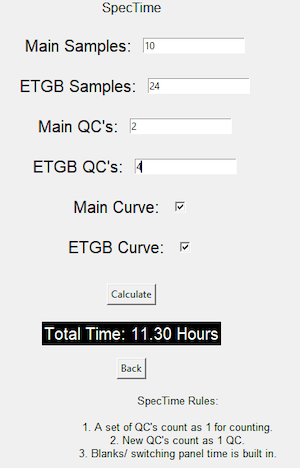 SpecTime
Main Samples: 10
ETGB Samples: 24
Main QC's: 2
ETGB QC's: 4
Main Curve:
ETGB Curve:
Calculate
Total Time: 11.30 Hours
Back
SpecTime Rules:
1. A set of QC's count as 1 for counting.
2. New QC's count as 1 QC.
3. Blanks/ switching panel time is built in.